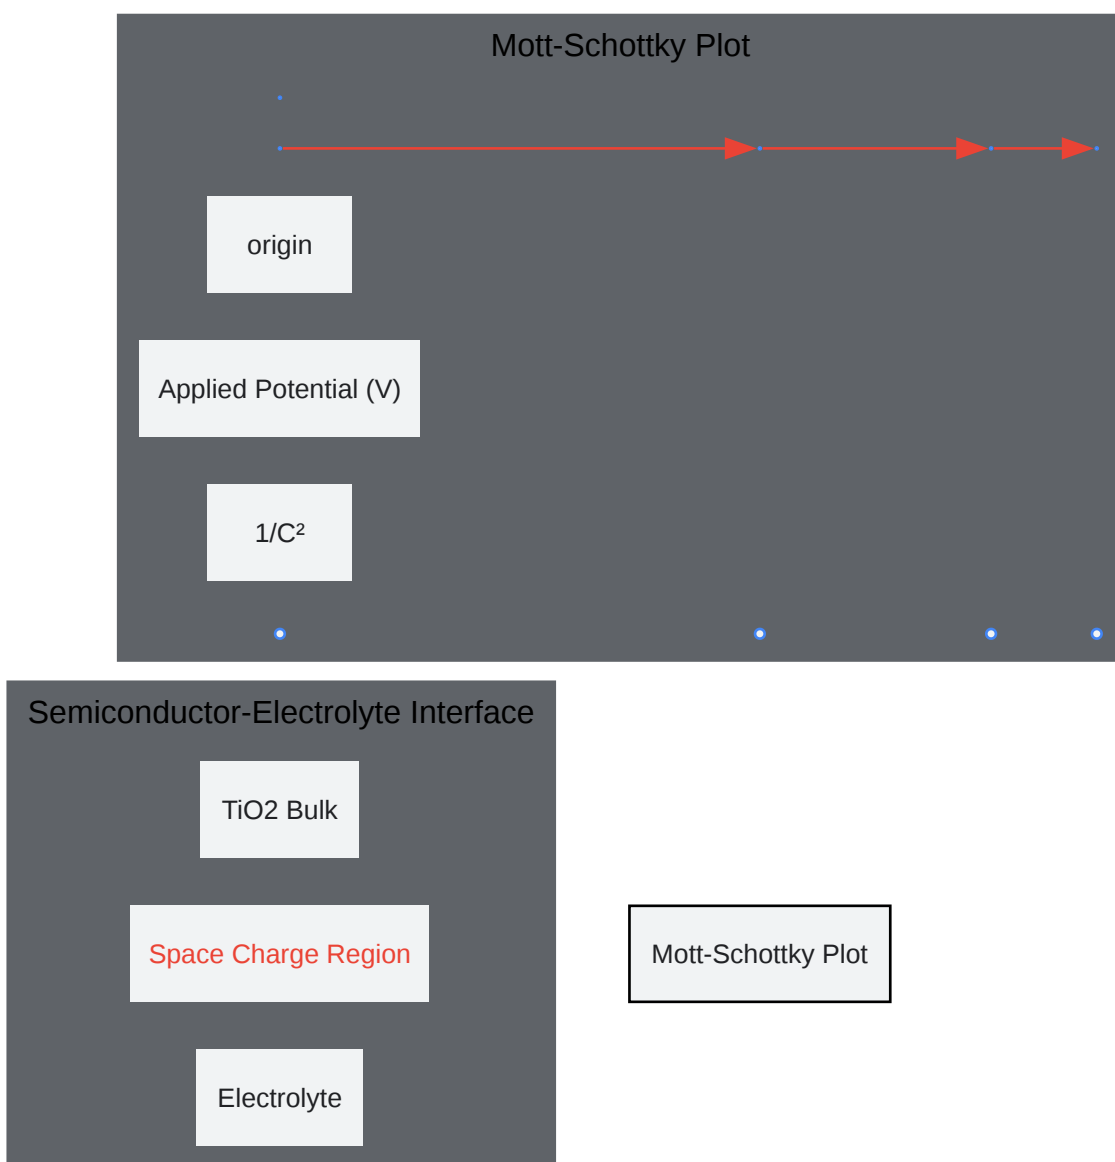 Mott-Schottky Plot
origin
Applied Potential (V)
1/C²
Semiconductor-Electrolyte Interface
TiO2 Bulk
Space Charge Region
Mott-Schottky Plot
Electrolyte